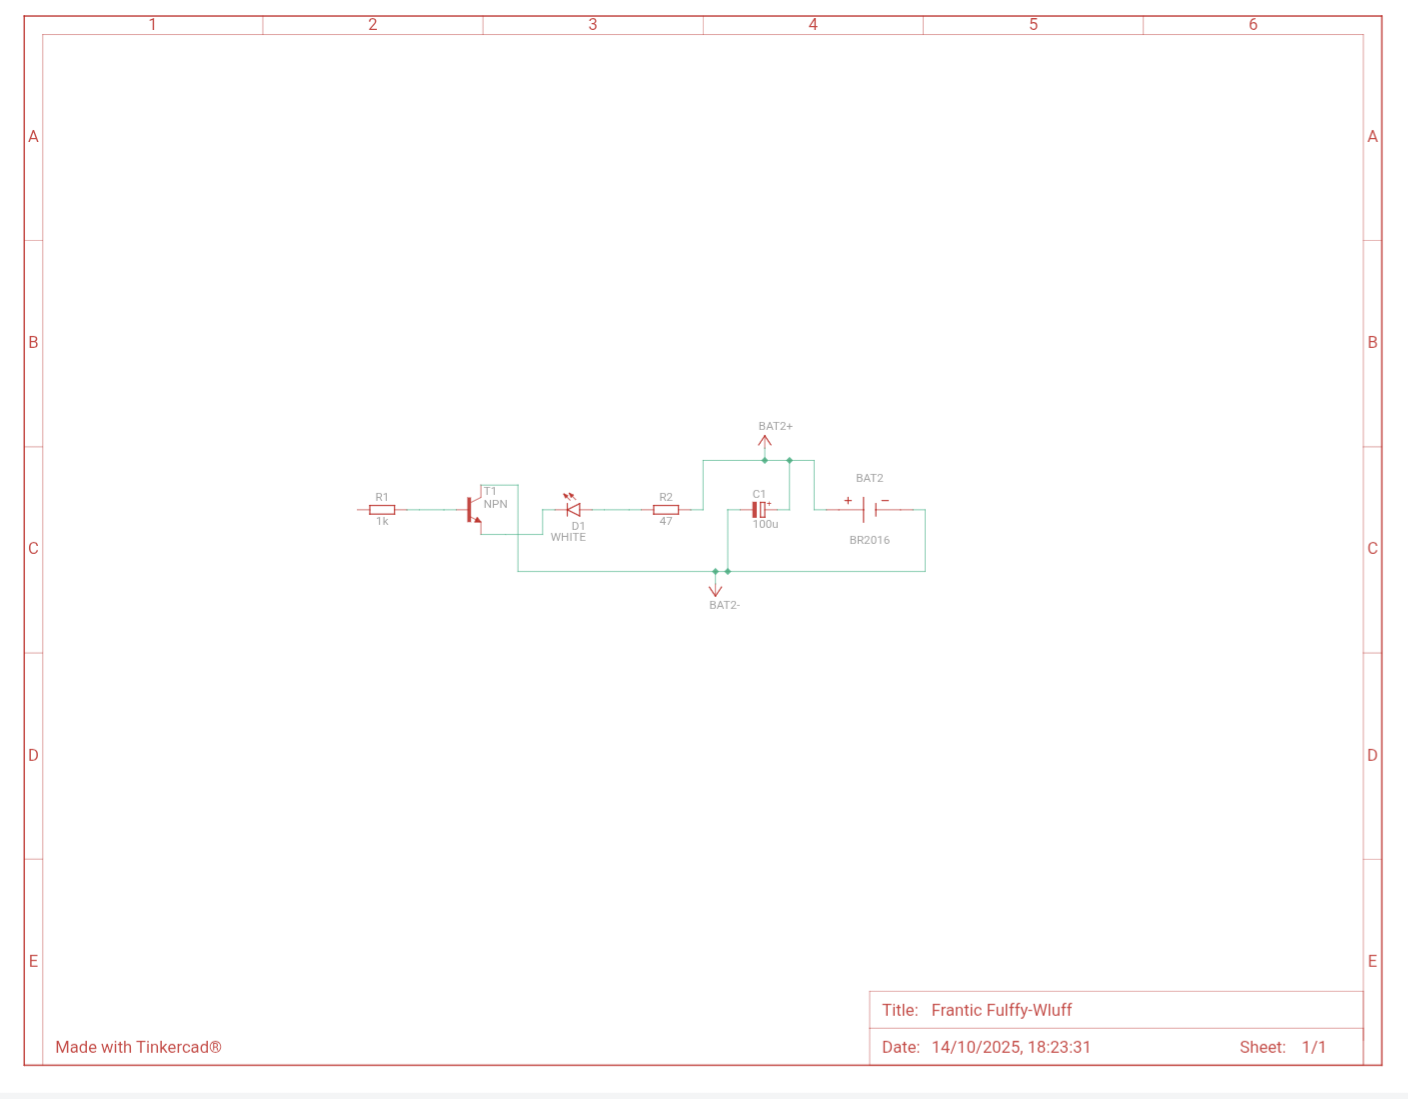 1 2 3 4 5 6
A A
B B
BAT2+
BAT2
R1
T1
NPN
R2
C1
+
+ −
1k
47
100u
D1
WHITE
BR2016
C C
BAT2-
D D
E E
Title: Frantic Fulffy-Wluff
Made with Tinkercad®
Date: 14/10/2025, 18:23:31 Sheet: 1/1